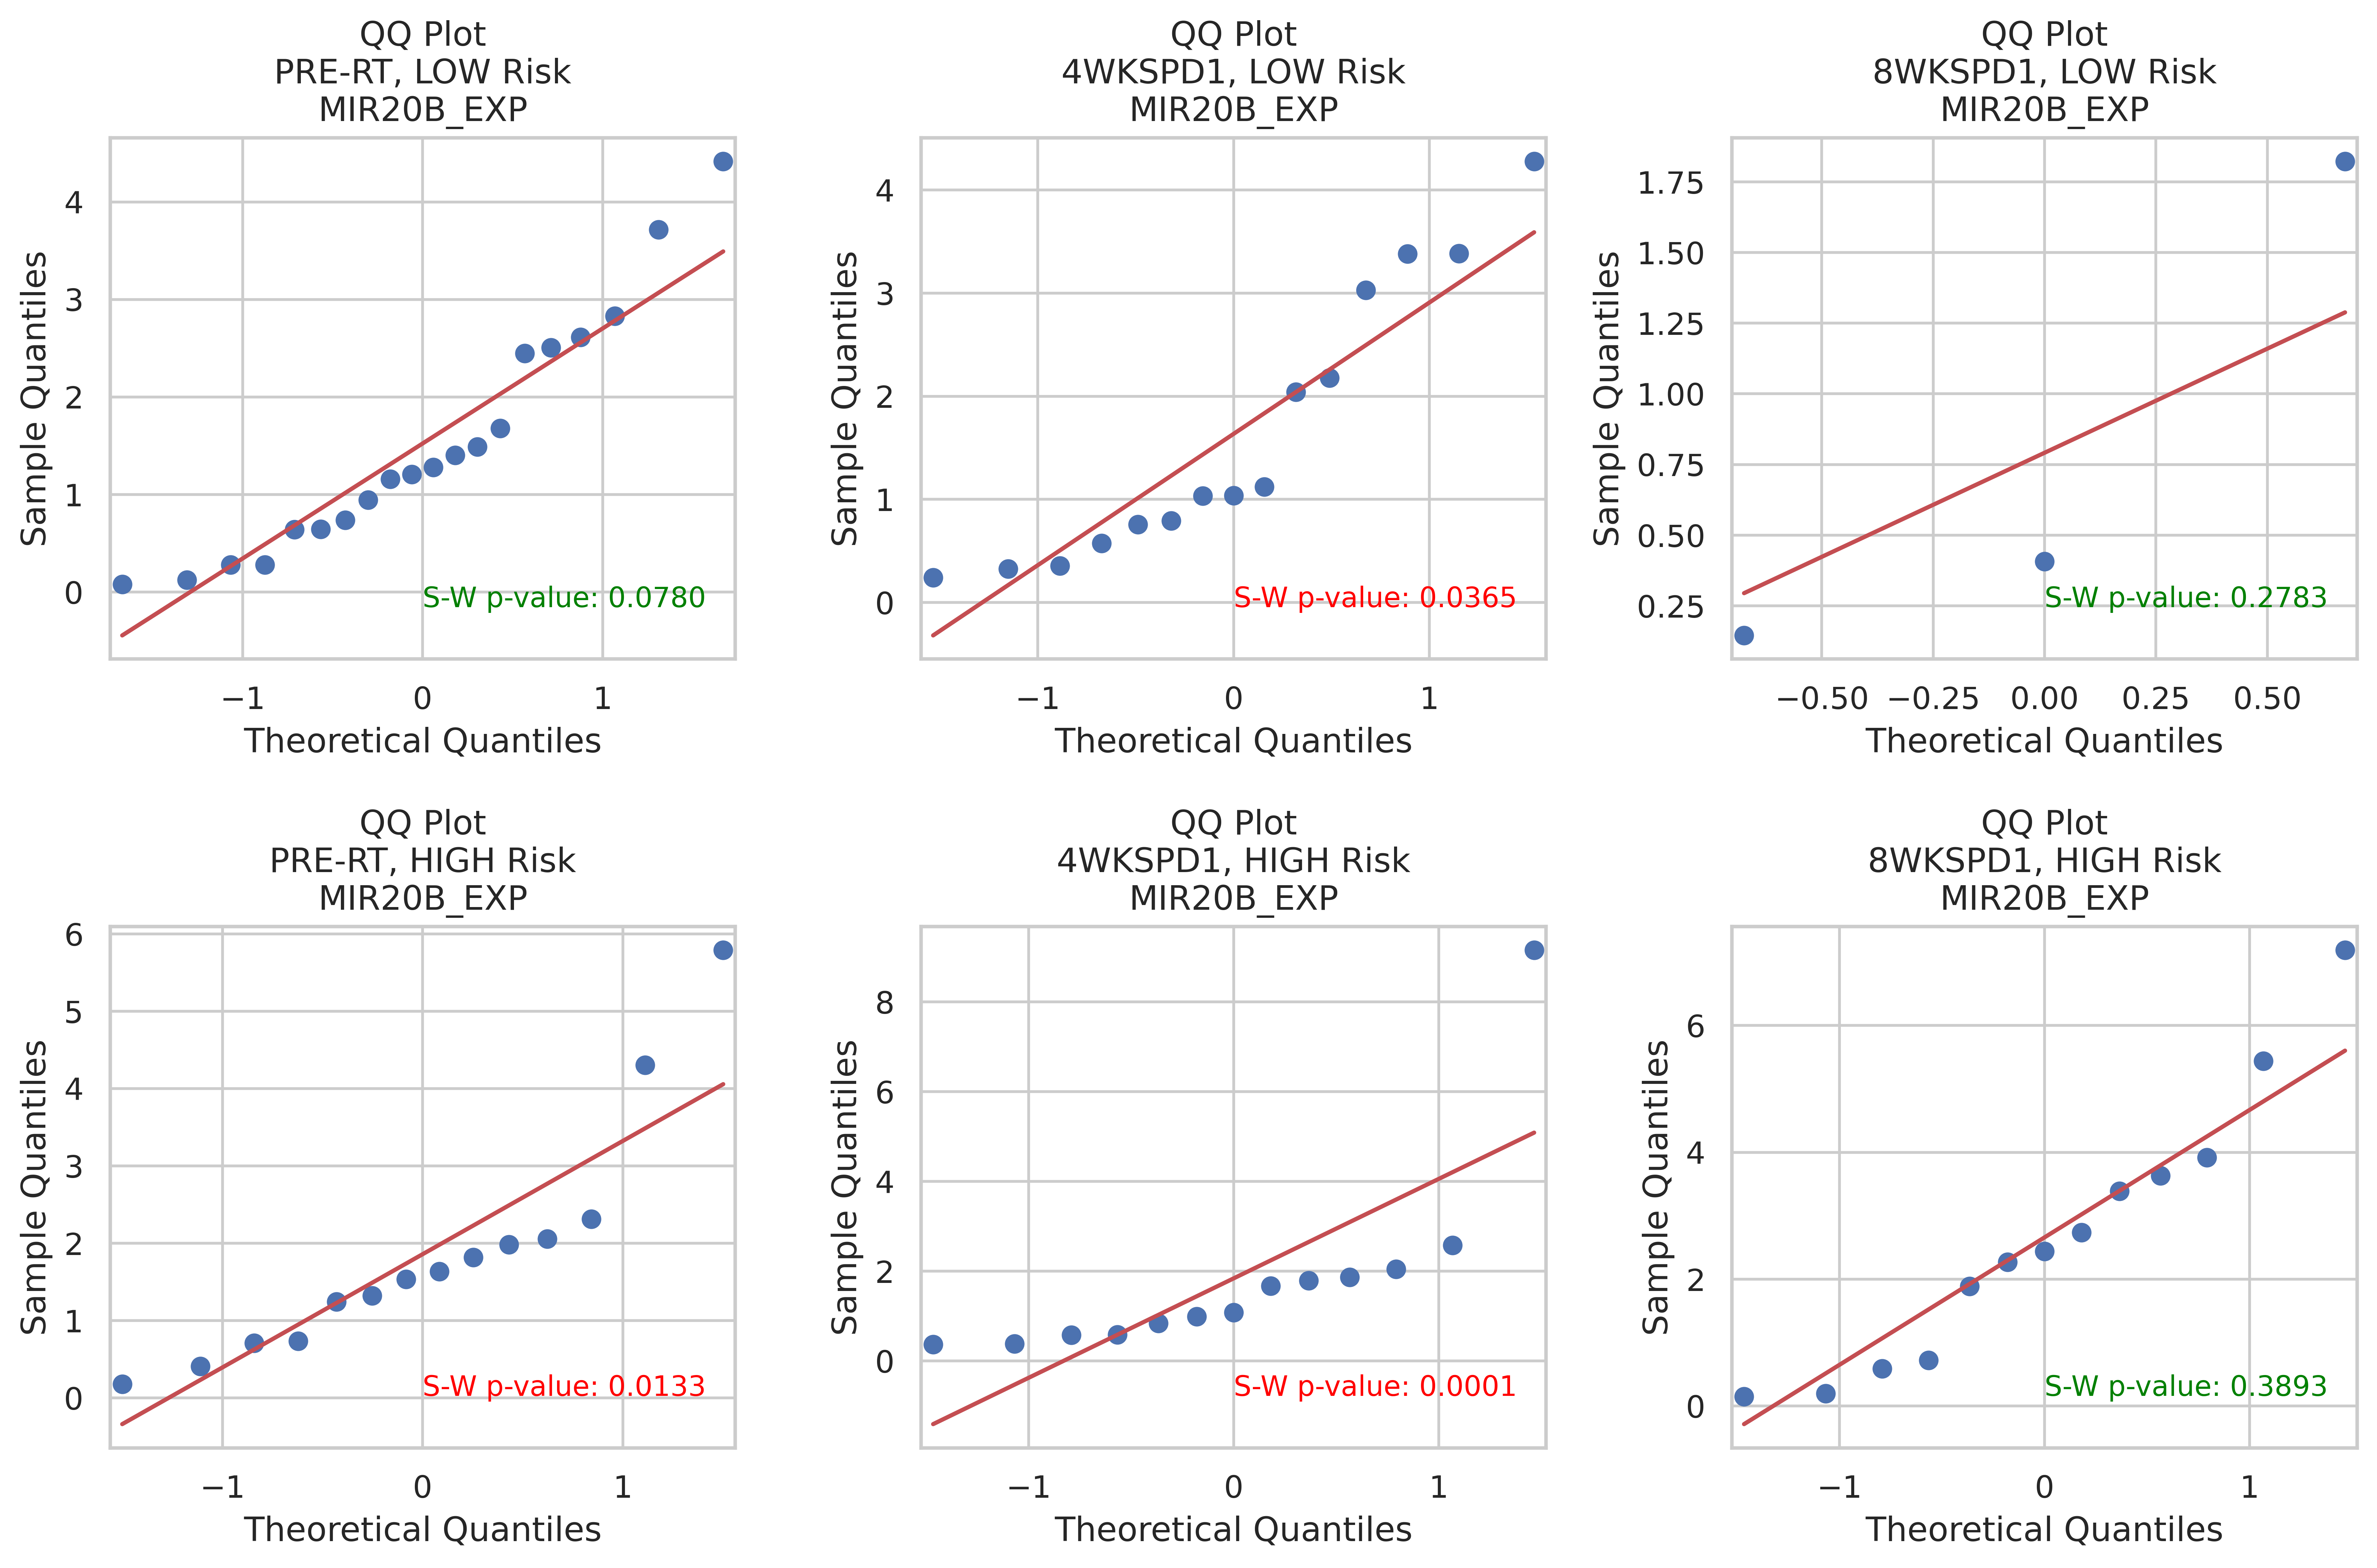 QQ Plot
PRE-RT, LOW Risk
MIR20B_EXP
Sample Quantiles
4
3
2
1
0
S-W p-value: 0.0780
−1
0
1
Theoretical Quantiles
QQ Plot
4WKSPD1, LOW Risk
MIR20B_EXP
Sample Quantiles
4
3
2
1
0
S-W p-value: 0.0365
−1
0
1
Theoretical Quantiles
QQ Plot
8WKSPD1, LOW Risk
MIR20B_EXP
Sample Quantiles
1.75
1.50
1.25
1.00
0.75
0.50
0.25
S-W p-value: 0.2783
−0.50
−0.25
0.00
0.25
0.50
Theoretical Quantiles
QQ Plot
PRE-RT, HIGH Risk
MIR20B_EXP
Sample Quantiles
6
5
4
3
2
1
0
S-W p-value: 0.0133
−1
0
1
Theoretical Quantiles
QQ Plot
4WKSPD1, HIGH Risk
MIR20B_EXP
Sample Quantiles
8
6
4
2
0
S-W p-value: 0.0001
−1
0
1
Theoretical Quantiles
QQ Plot
8WKSPD1, HIGH Risk
MIR20B_EXP
Sample Quantiles
6
4
2
0
S-W p-value: 0.3893
−1
0
1
Theoretical Quantiles